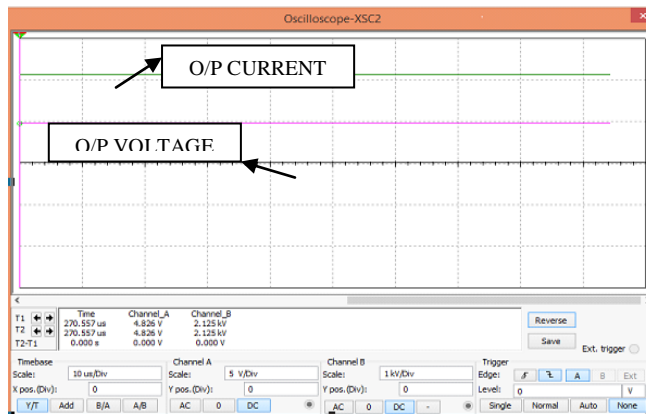 Oscilloscope-XSC2
O/P CURRENT
O/P VOLTAGE
Time Channel_A Channel_B
T1 270.557 us 4.826 V 2.125 kV
T2 270.557 us 4.826 V 2.125 kV
T2-T1 0.000 s 0.000 V 0.000 V
Reverse
Save
Ext. trigger
Timebase Channel A Channel B Trigger
Scale: 10 us/Div Scale: 5 V/Div Scale: 1 kV/Div Edge: A B Ext
X pos.(Div): 0 Y pos.(Div): 0 Y pos.(Div): 0 Level: 0 V
Y/T Add B/A A/B AC 0 DC AC 0 DC - Single Normal Auto None